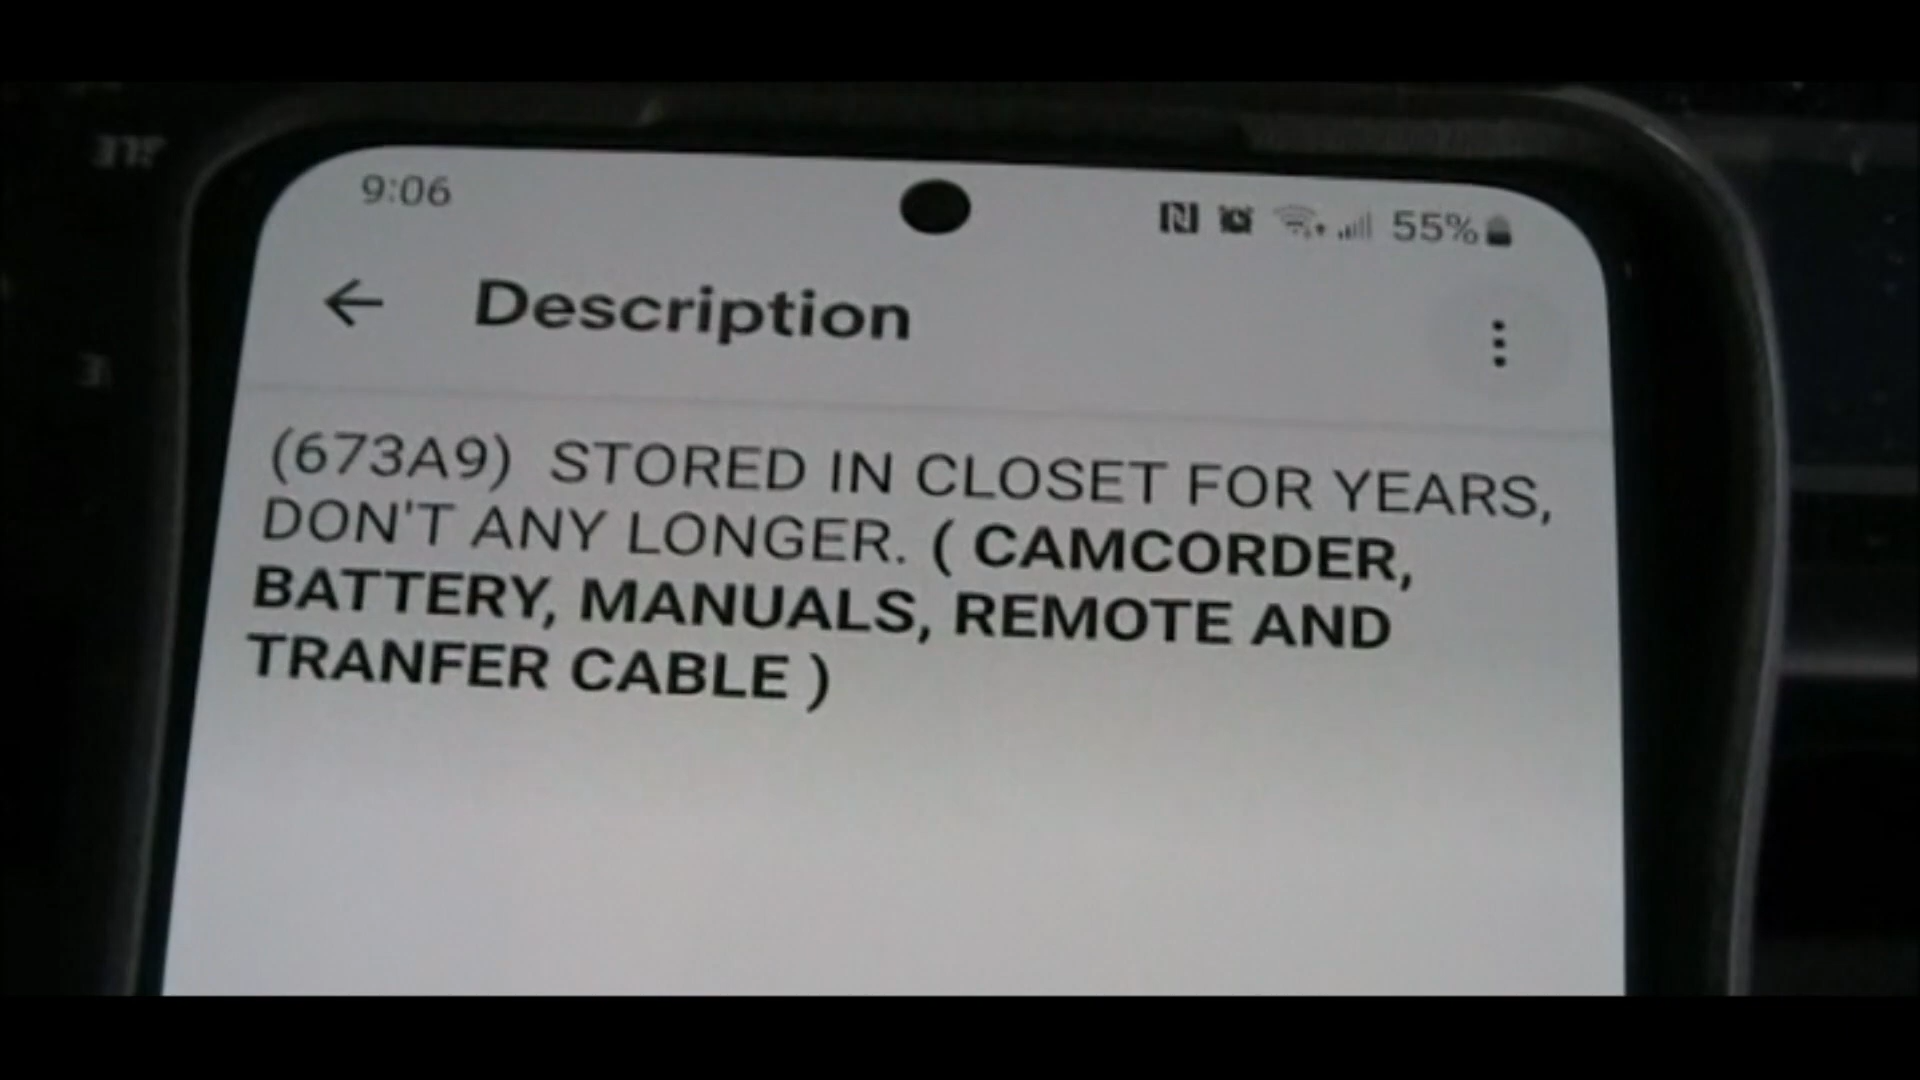 9:06 55%
Description
(673A9) STORED IN CLOSET FOR YEARS,
DON'T ANY LONGER. ( CAMCORDER,
BATTERY, MANUALS, REMOTE AND
TRANFER CABLE )